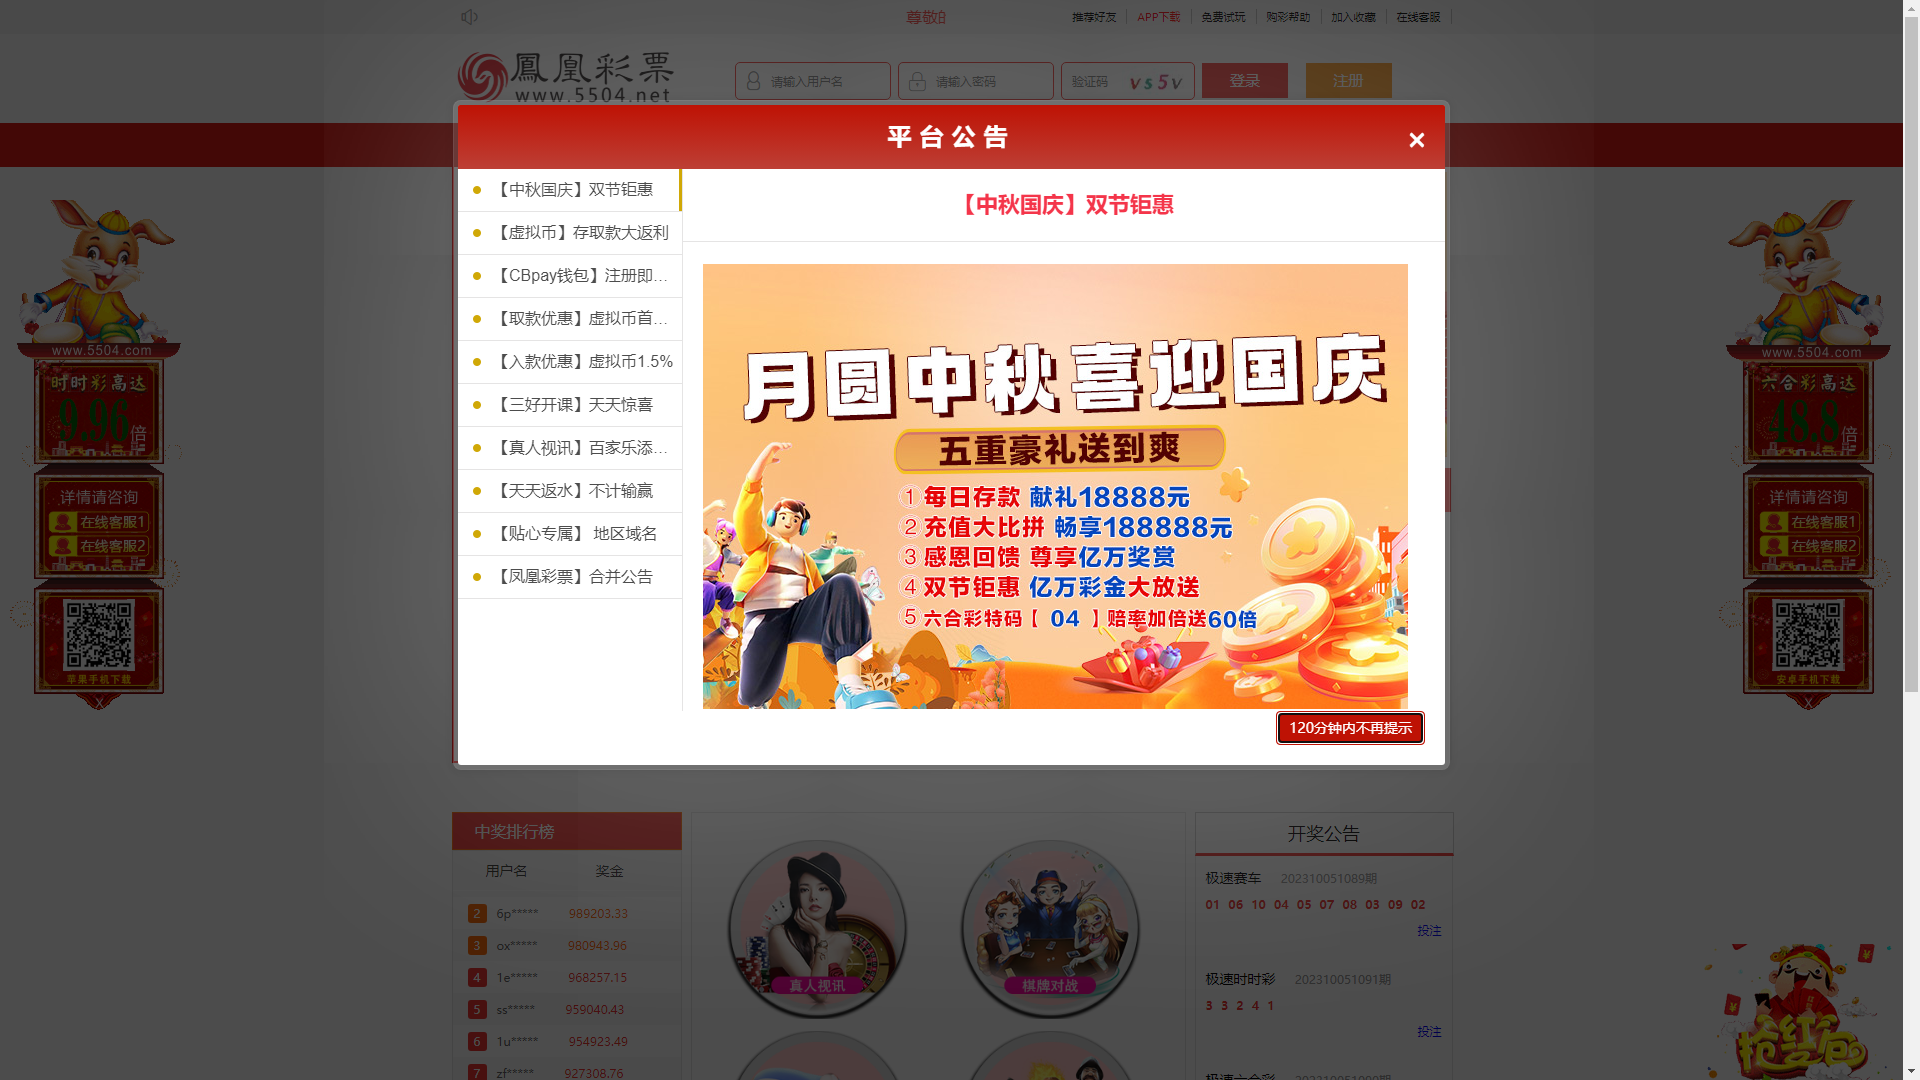 尊敬的
推荐好友 APP下载 免费试玩 购彩帮助 加入收藏 在线客服
鳳凰彩票
www.5504.net
请输入用户名 请输入密码 验证码 vs5v 登录 注册
平台公告 ×
【中秋国庆】双节钜惠
【虚拟币】存取款大返利
【CBpay钱包】注册即…
【取款优惠】虚拟币首…
【入款优惠】虚拟币1.5%
【三好开课】天天惊喜
【真人视讯】百家乐添…
【天天返水】不计输赢
【贴心专属】 地区域名
【凤凰彩票】合并公告
【中秋国庆】双节钜惠
月圆中秋喜迎国庆
五重豪礼送到爽
①每日存款 献礼18888元
②充值大比拼 畅享188888元
③感恩回馈 尊享亿万奖赏
④双节钜惠 亿万彩金大放送
⑤六合彩特码【 04 】赔率加倍送60倍
120分钟内不再提示
www.5504.com
时时彩高达
9.96倍
详情请咨询
在线客服1
在线客服2
苹果手机下载
X
www.5504.com
六合彩高达
48.8倍
详情请咨询
在线客服1
在线客服2
安卓手机下载
X
中奖排行榜
用户名 奖金
2 6p***** 989203.33
3 ox***** 980943.96
4 1e***** 968257.15
5 ss***** 959040.43
6 1u***** 954923.49
7 zf***** 927308.76
真人视讯
棋牌对战
开奖公告
极速赛车 202310051089期
01 06 10 04 05 07 08 03 09 02
投注
极速时时彩 202310051091期
3 3 2 4 1
投注
极速六合彩
抢红包